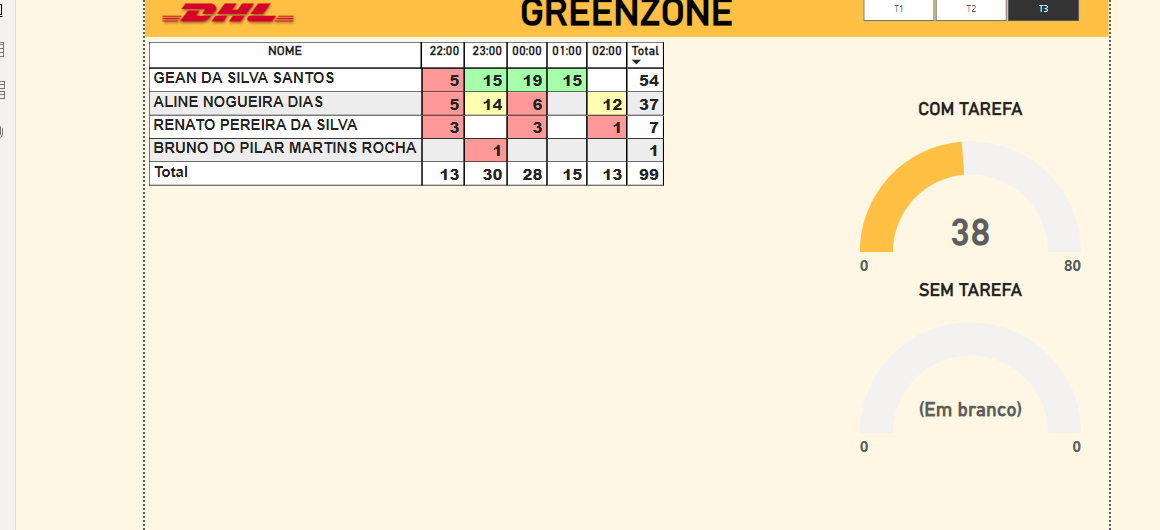 DHL
GREENZONE
T1 T2 T3
NOME 22:00 23:00 00:00 01:00 02:00 Total
GEAN DA SILVA SANTOS 5 15 19 15 54
ALINE NOGUEIRA DIAS 5 14 6 12 37
RENATO PEREIRA DA SILVA 3 3 1 7
BRUNO DO PILAR MARTINS ROCHA 1 1
Total 13 30 28 15 13 99
COM TAREFA
38
0 80
SEM TAREFA
(Em branco)
0 0